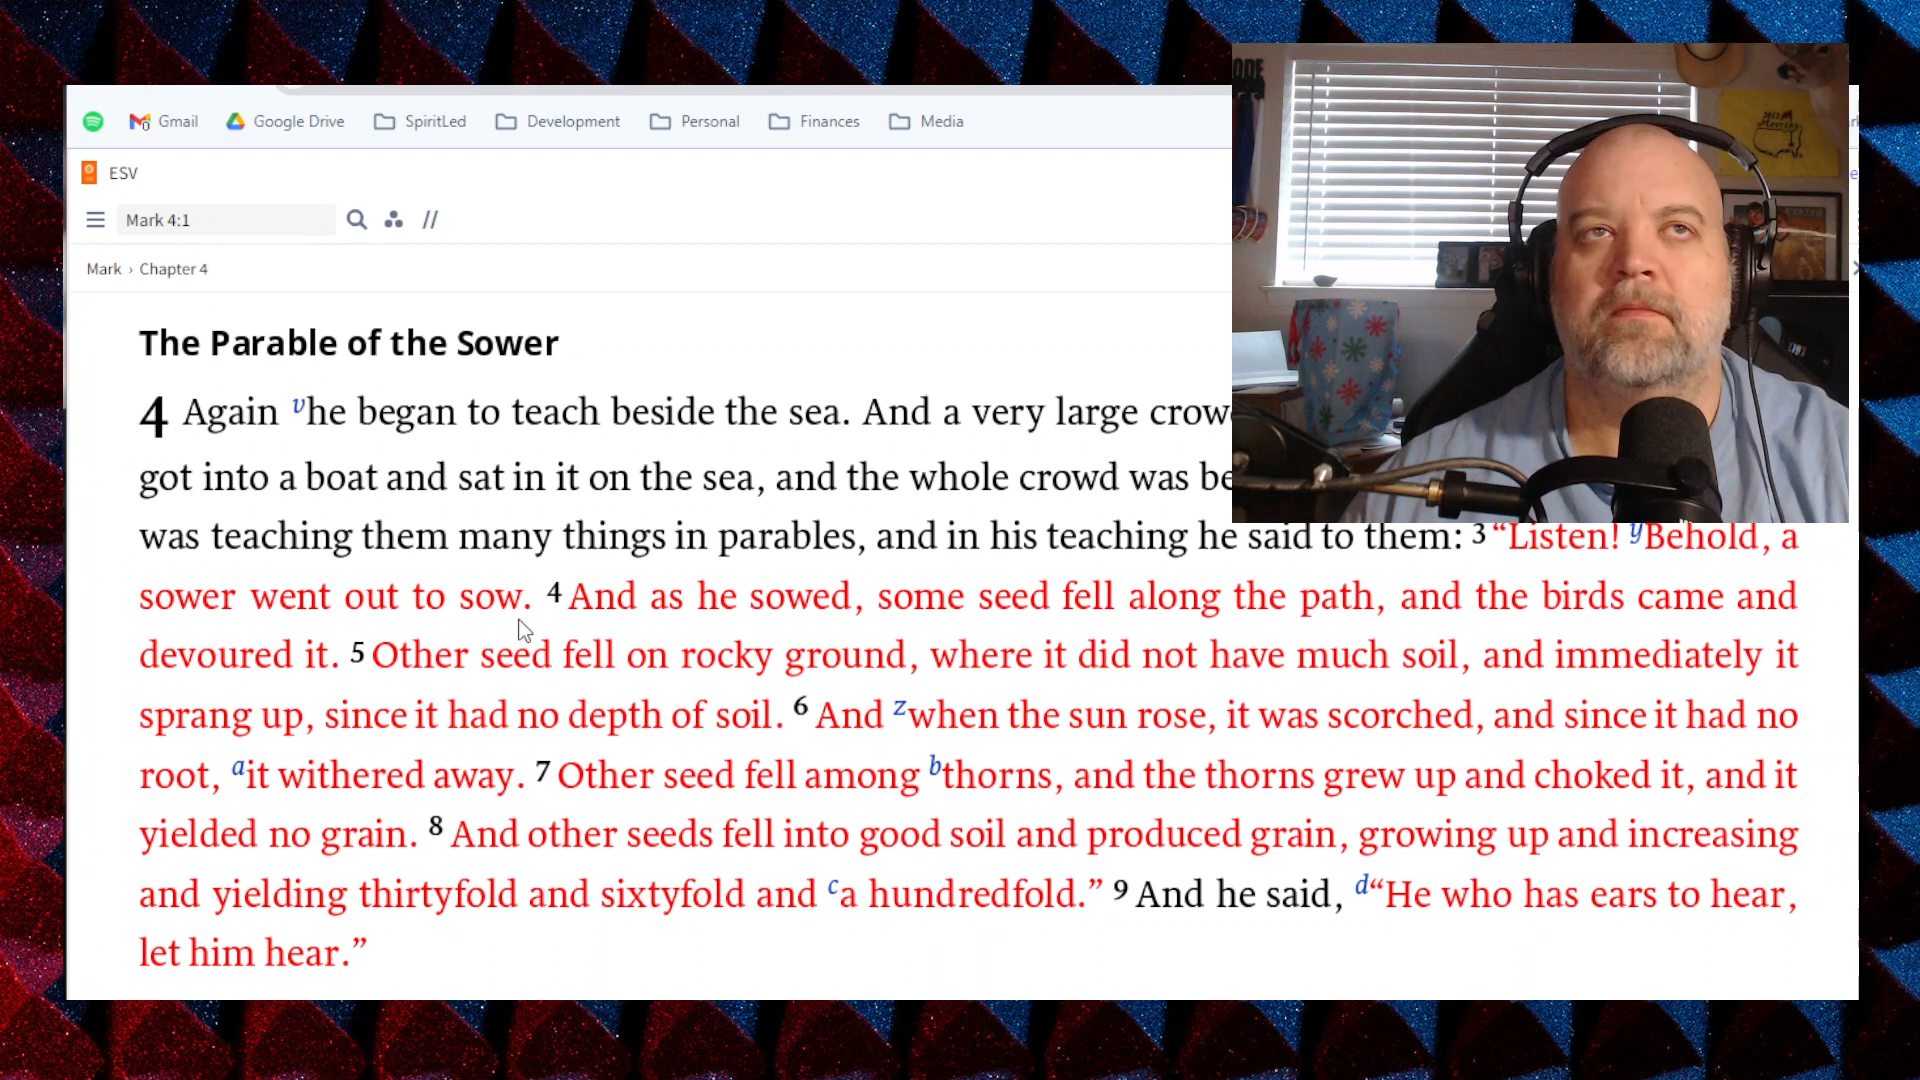 Gmail Google Drive SpiritLed Development Personal Finances Media
ESV
Mark 4:1
//
Mark › Chapter 4
The Parable of the Sower
4 Again vhe began to teach beside the sea. And a very large
got into a boat and sat in it on the sea, and the whole crowd was
was teaching them many things in parables, and in his teaching he said to them: 3 “Listen! yBehold, a
sower went out to sow. 4 And as he sowed, some seed fell along the path, and the birds came and
devoured it. 5 Other seed fell on rocky ground, where it did not have much soil, and immediately it
sprang up, since it had no depth of soil. 6 And zwhen the sun rose, it was scorched, and since it had no
root, ait withered away. 7 Other seed fell among bthorns, and the thorns grew up and choked it, and it
yielded no grain. 8 And other seeds fell into good soil and produced grain, growing up and increasing
and yielding thirtyfold and sixtyfold and ca hundredfold.” 9 And he said, d“He who has ears to hear,
let him hear.”